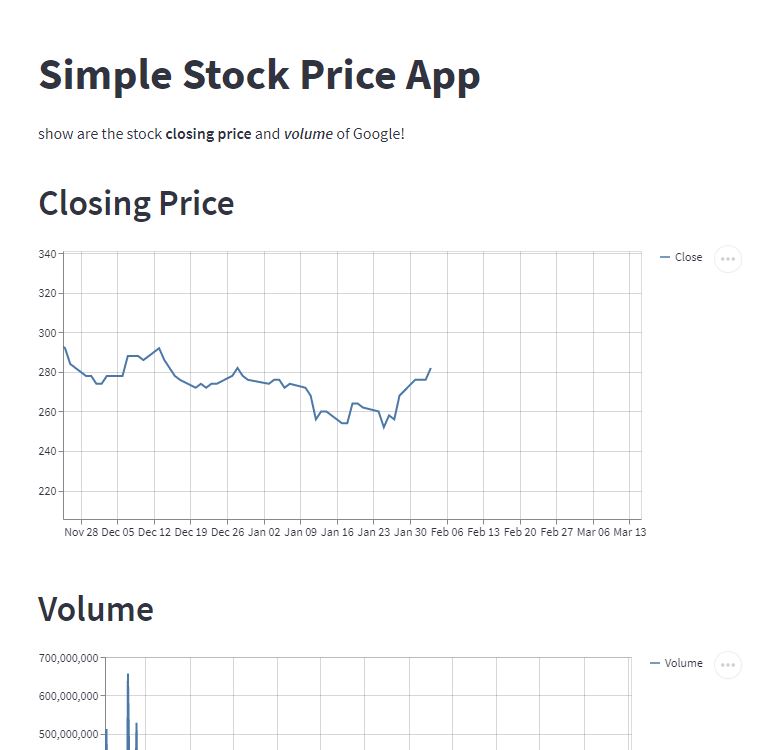 Simple Stock Price App
show are the stock closing price and volume of Google!
Closing Price
340
Close
320
300
280
260
240
220
Nov 28 Dec 05 Dec 12 Dec 19 Dec 26 Jan 02 Jan 09 Jan 16 Jan 23 Jan 30 Feb 06 Feb 13 Feb 20 Feb 27 Mar 06 Mar 13
Volume
700,000,000
Volume
600,000,000
500,000,000